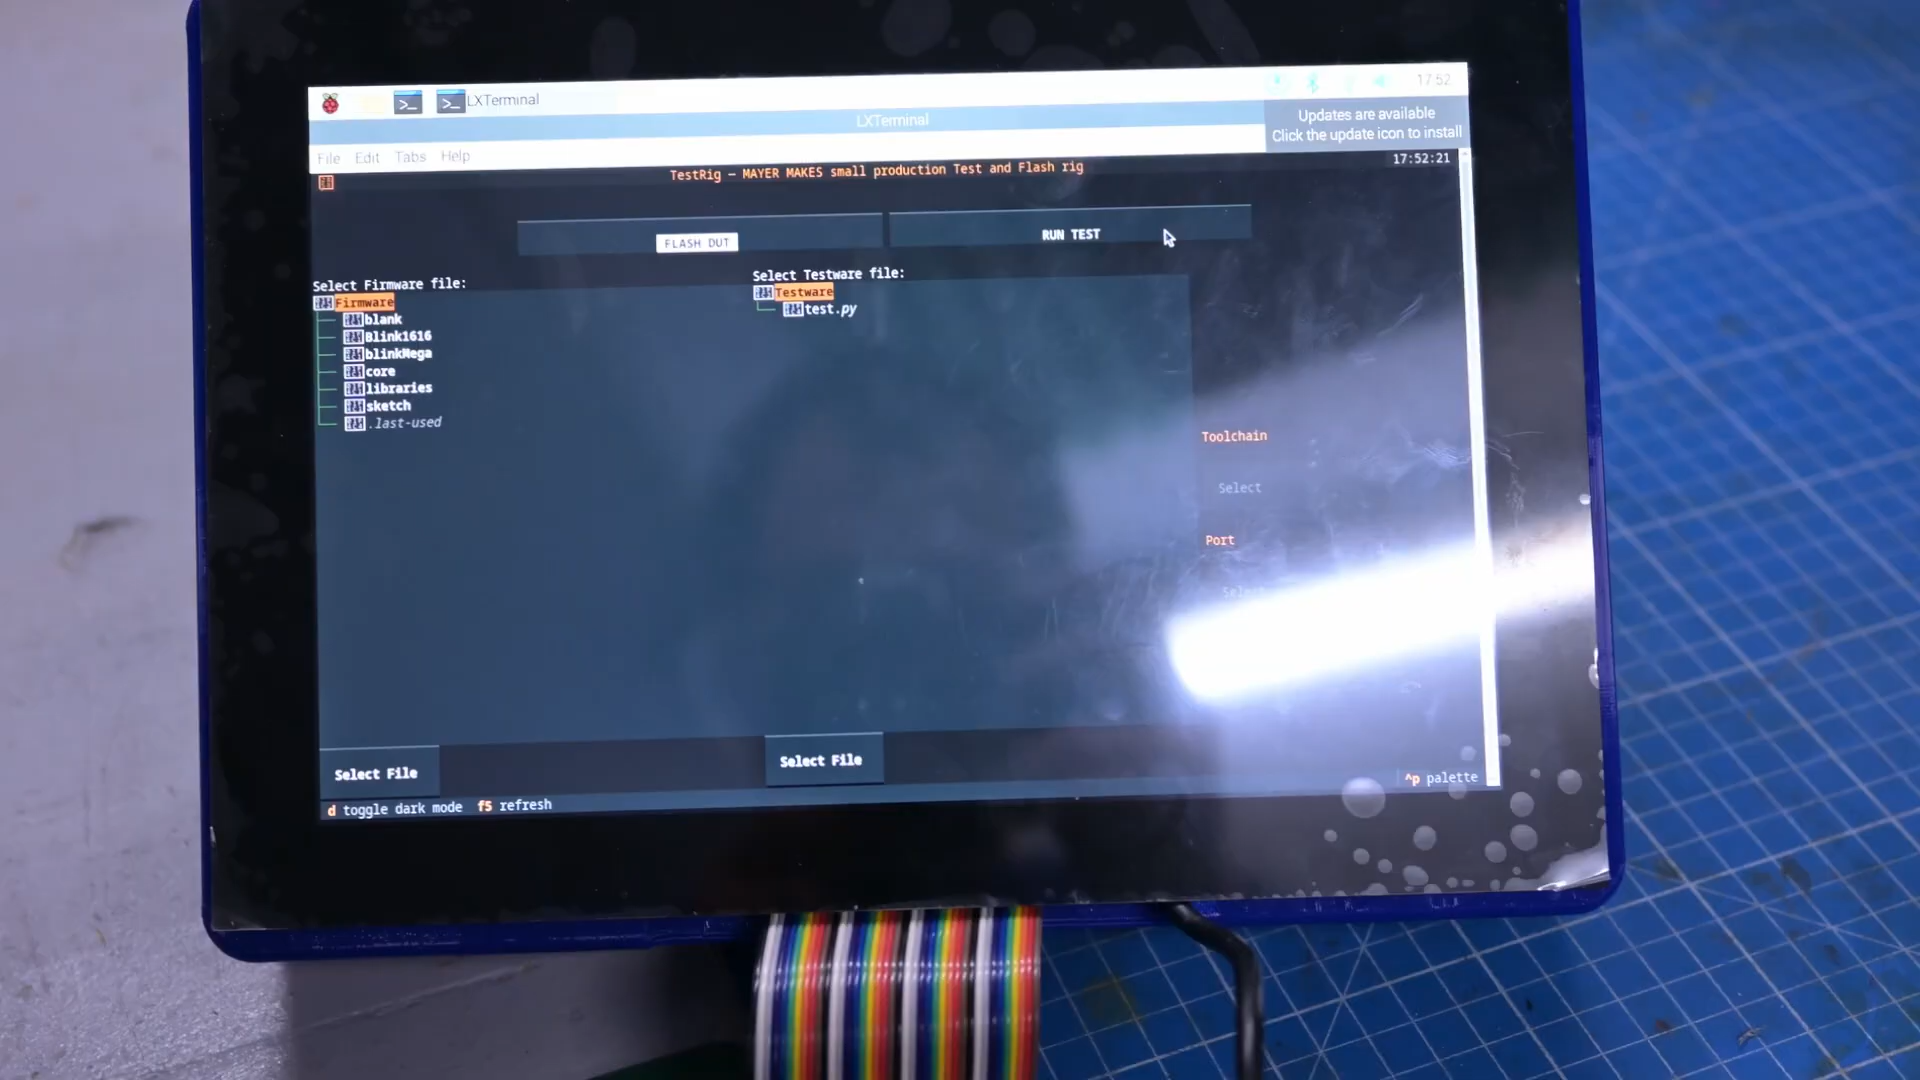 LXTerminal
17:52
LXTerminal
Updates are available
Click the update icon to install
File Edit Tabs Help
TestRig — MAYER MAKES small production Test and Flash rig
17:52:21
FLASH DUT
RUN TEST
Select Firmware file:
Firmware
blank
Blink1616
blinkMega
core
libraries
sketch
.last-used
Select Testware file:
Testware
test.py
Toolchain
Select
Port
Select File
Select File
d toggle dark mode f5 refresh
^p palette